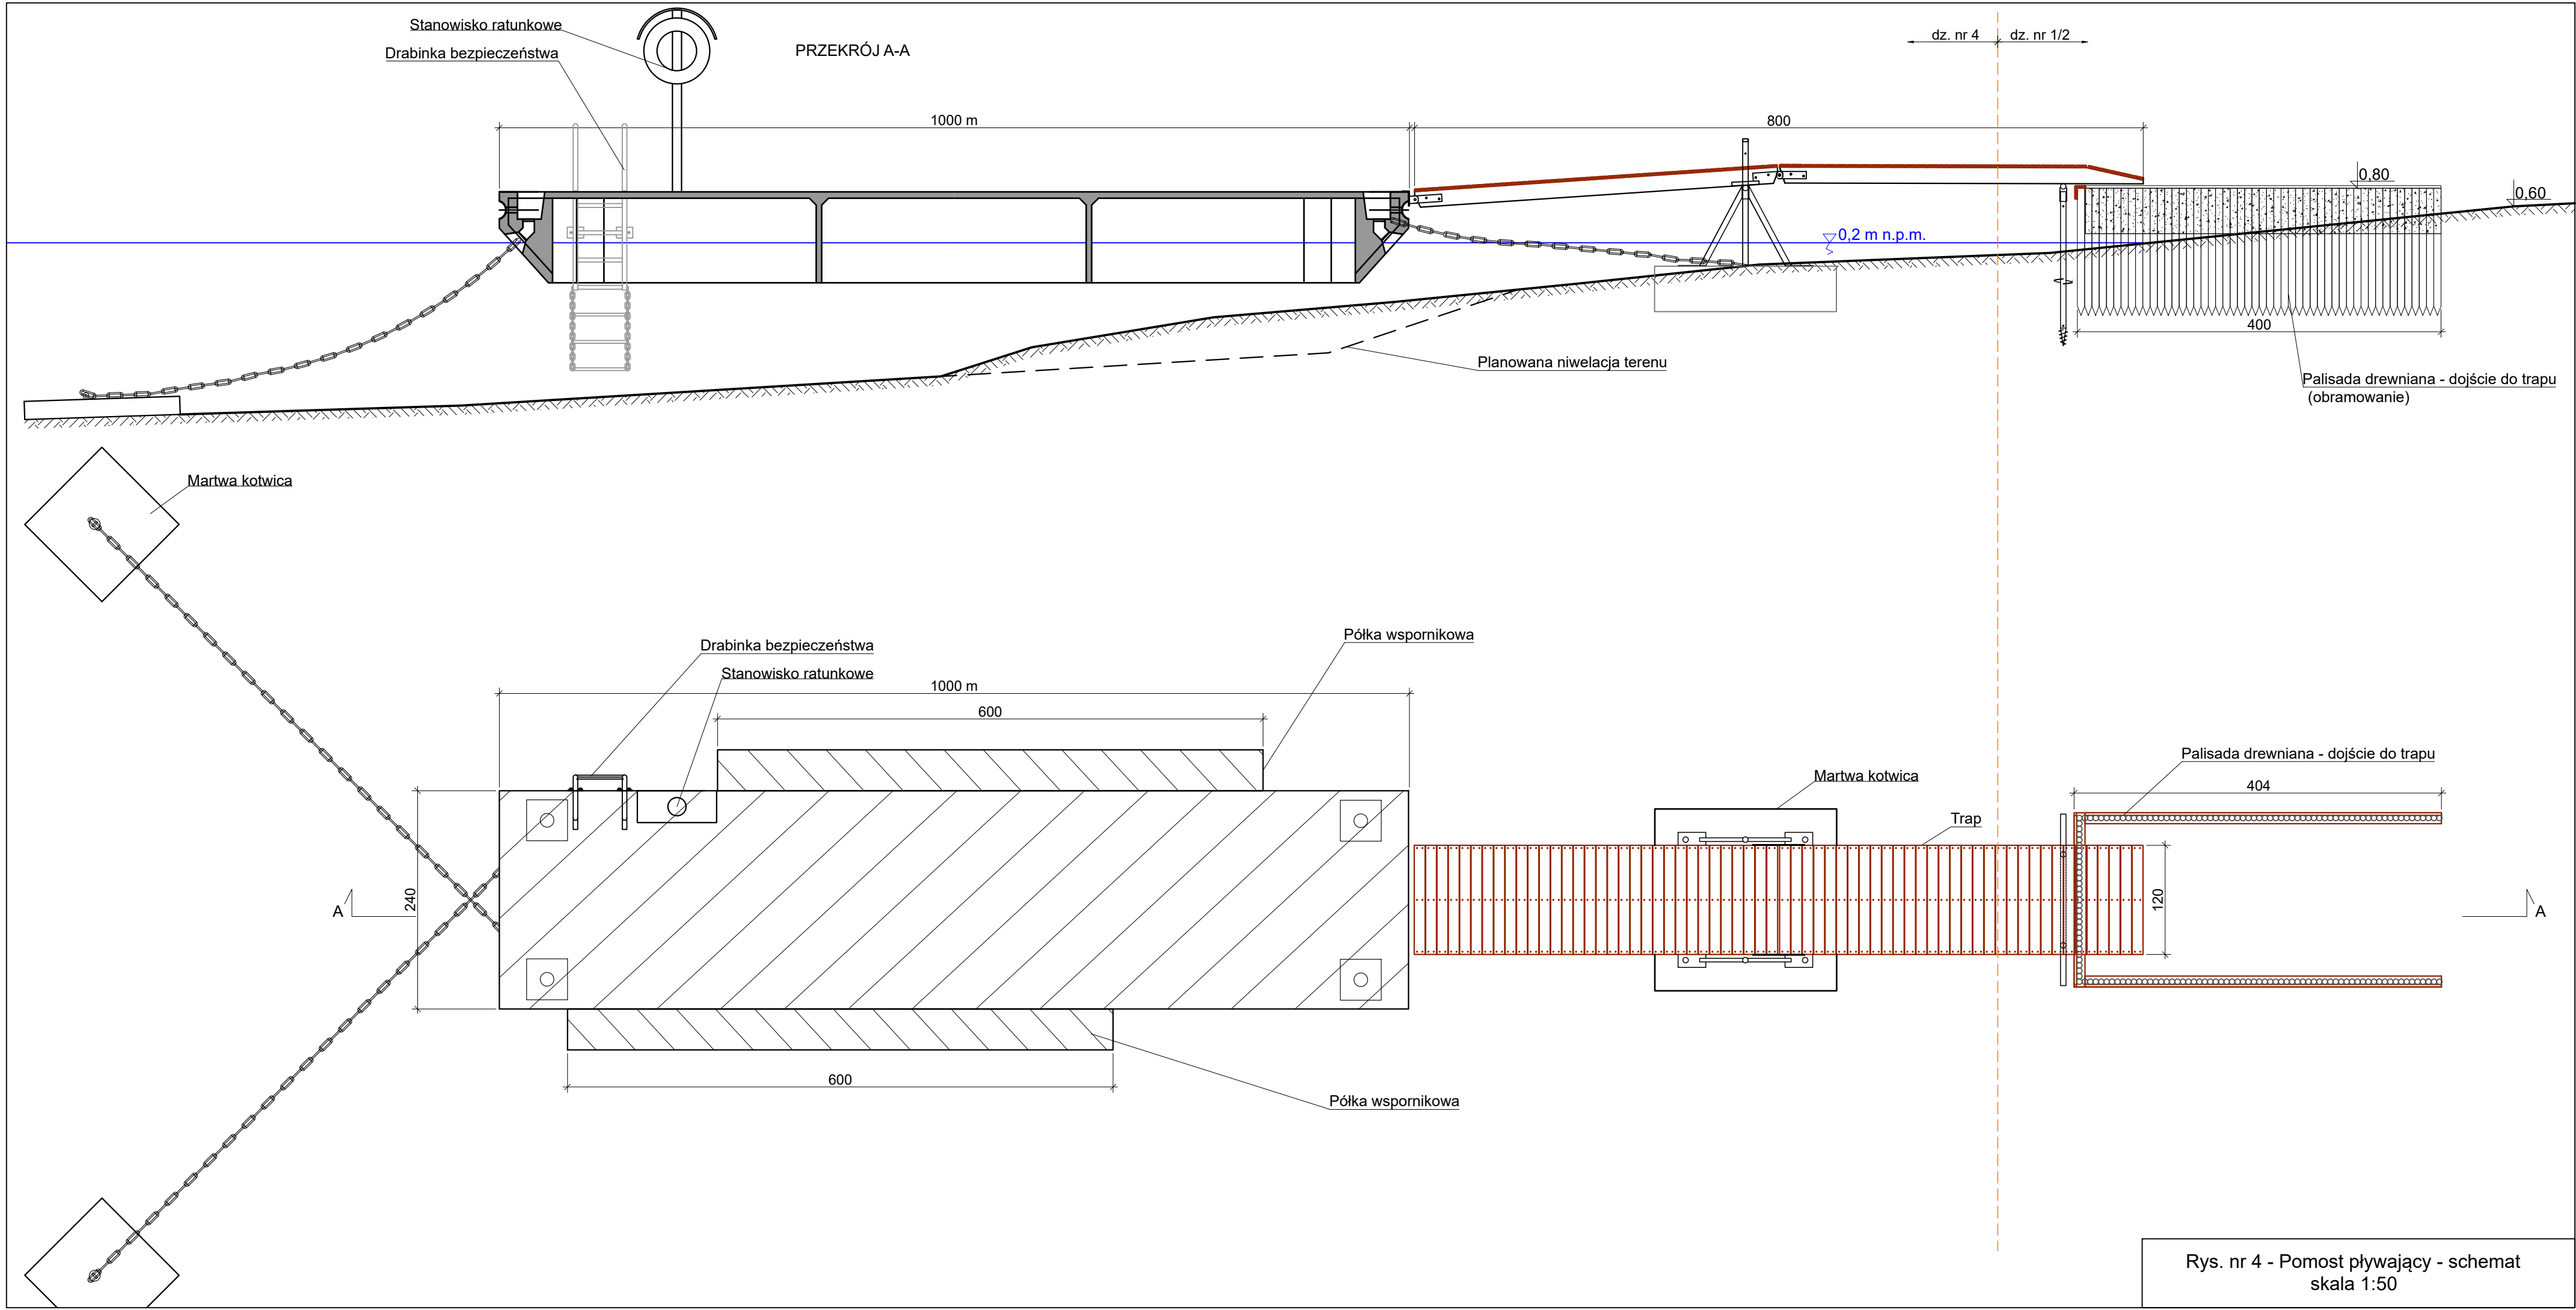 Stanowisko ratunkowe
Drabinka bezpieczeństwa
PRZEKRÓJ A-A
dz. nr 4
dz. nr 1/2
1000 m
800
0,80
0,60
0,2 m n.p.m.
400
Planowana niwelacja terenu
Palisada drewniana - dojście do trapu
(obramowanie)
Martwa kotwica
Drabinka bezpieczeństwa
Stanowisko ratunkowe
Półka wspornikowa
1000 m
600
Palisada drewniana - dojście do trapu
Martwa kotwica
404
Trap
240
120
A
A
600
Półka wspornikowa
Rys. nr 4 - Pomost pływający - schemat
skala 1:50